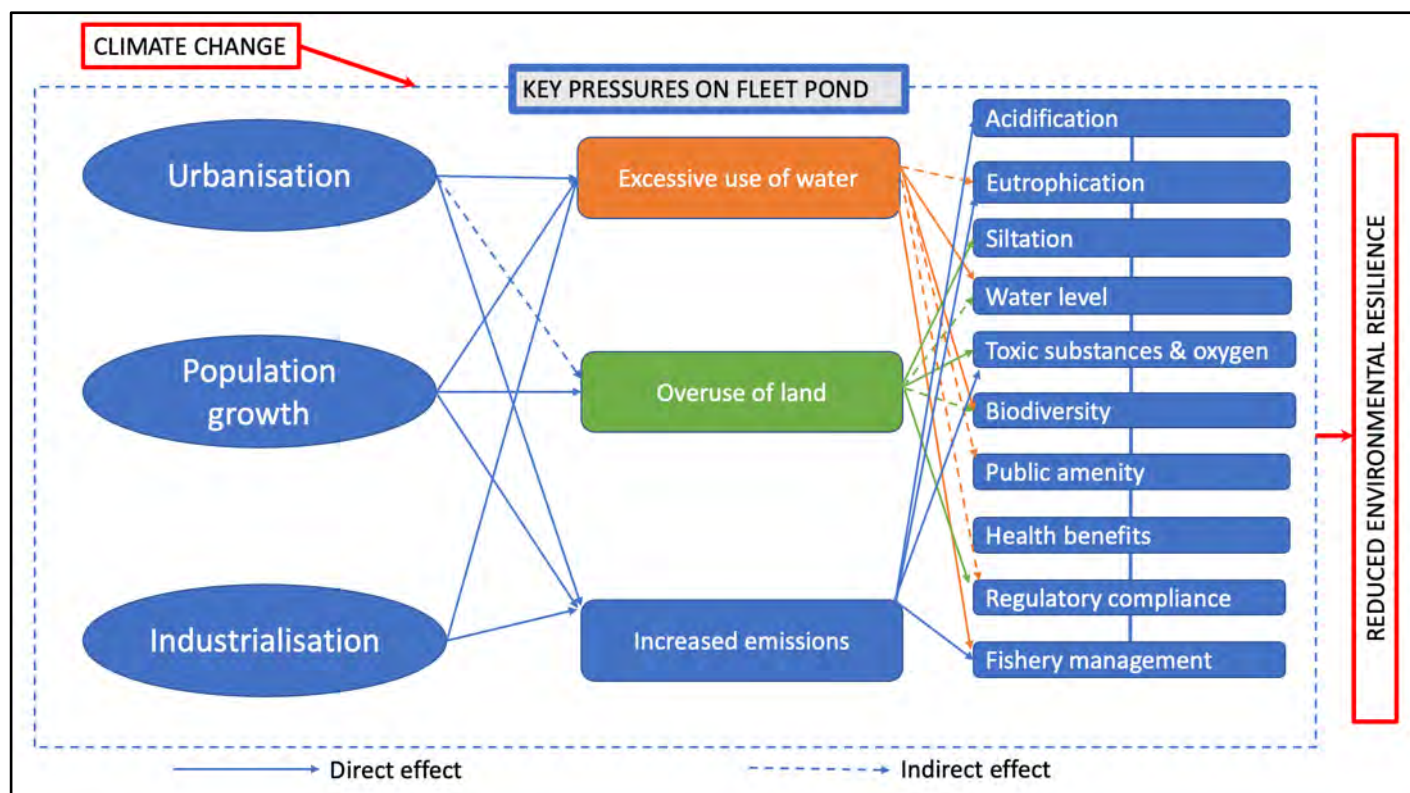 CLIMATE CHANGE
KEY PRESSURES ON FLEET POND
Urbanisation
Population
growth
Industrialisation
Excessive use of water
Overuse of land
Increased emissions
Acidification
Eutrophication
Siltation
Water level
Toxic substances & oxygen
Biodiversity
Public amenity
Health benefits
Regulatory compliance
Fishery management
REDUCED ENVIRONMENTAL RESILIENCE
Direct effect
Indirect effect